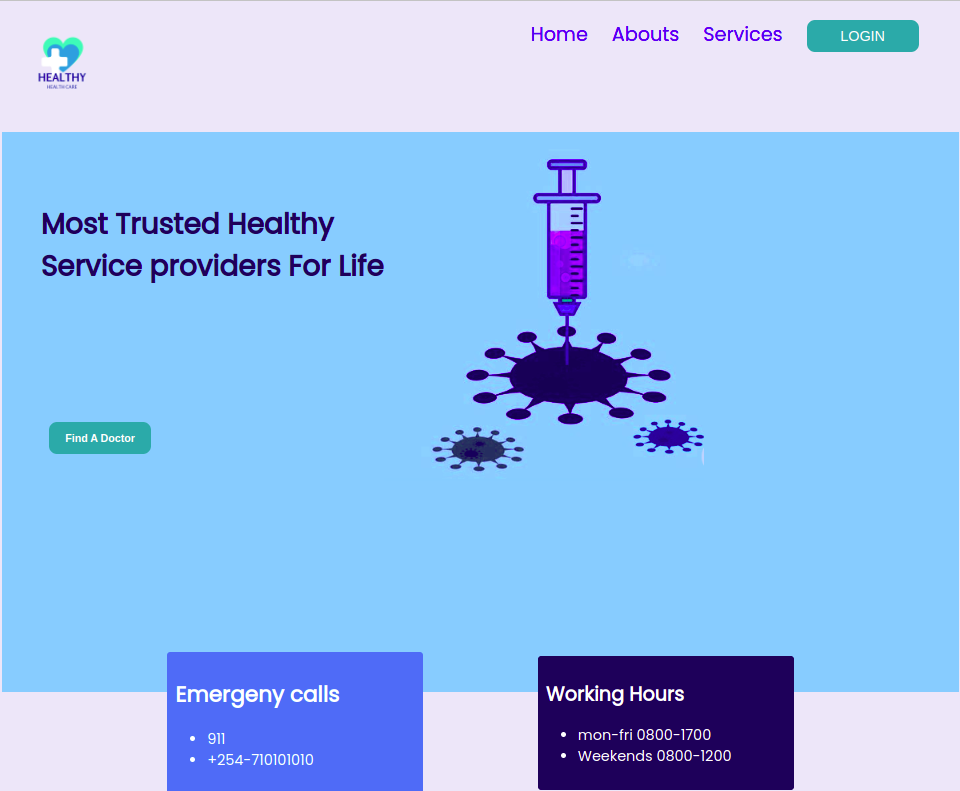 Home Abouts Services LOGIN
HEALTHY
HEALTH CARE
Most Trusted Healthy
Service providers For Life
Find A Doctor
Emergeny calls
911
+254-710101010
Working Hours
mon-fri 0800-1700
Weekends 0800-1200